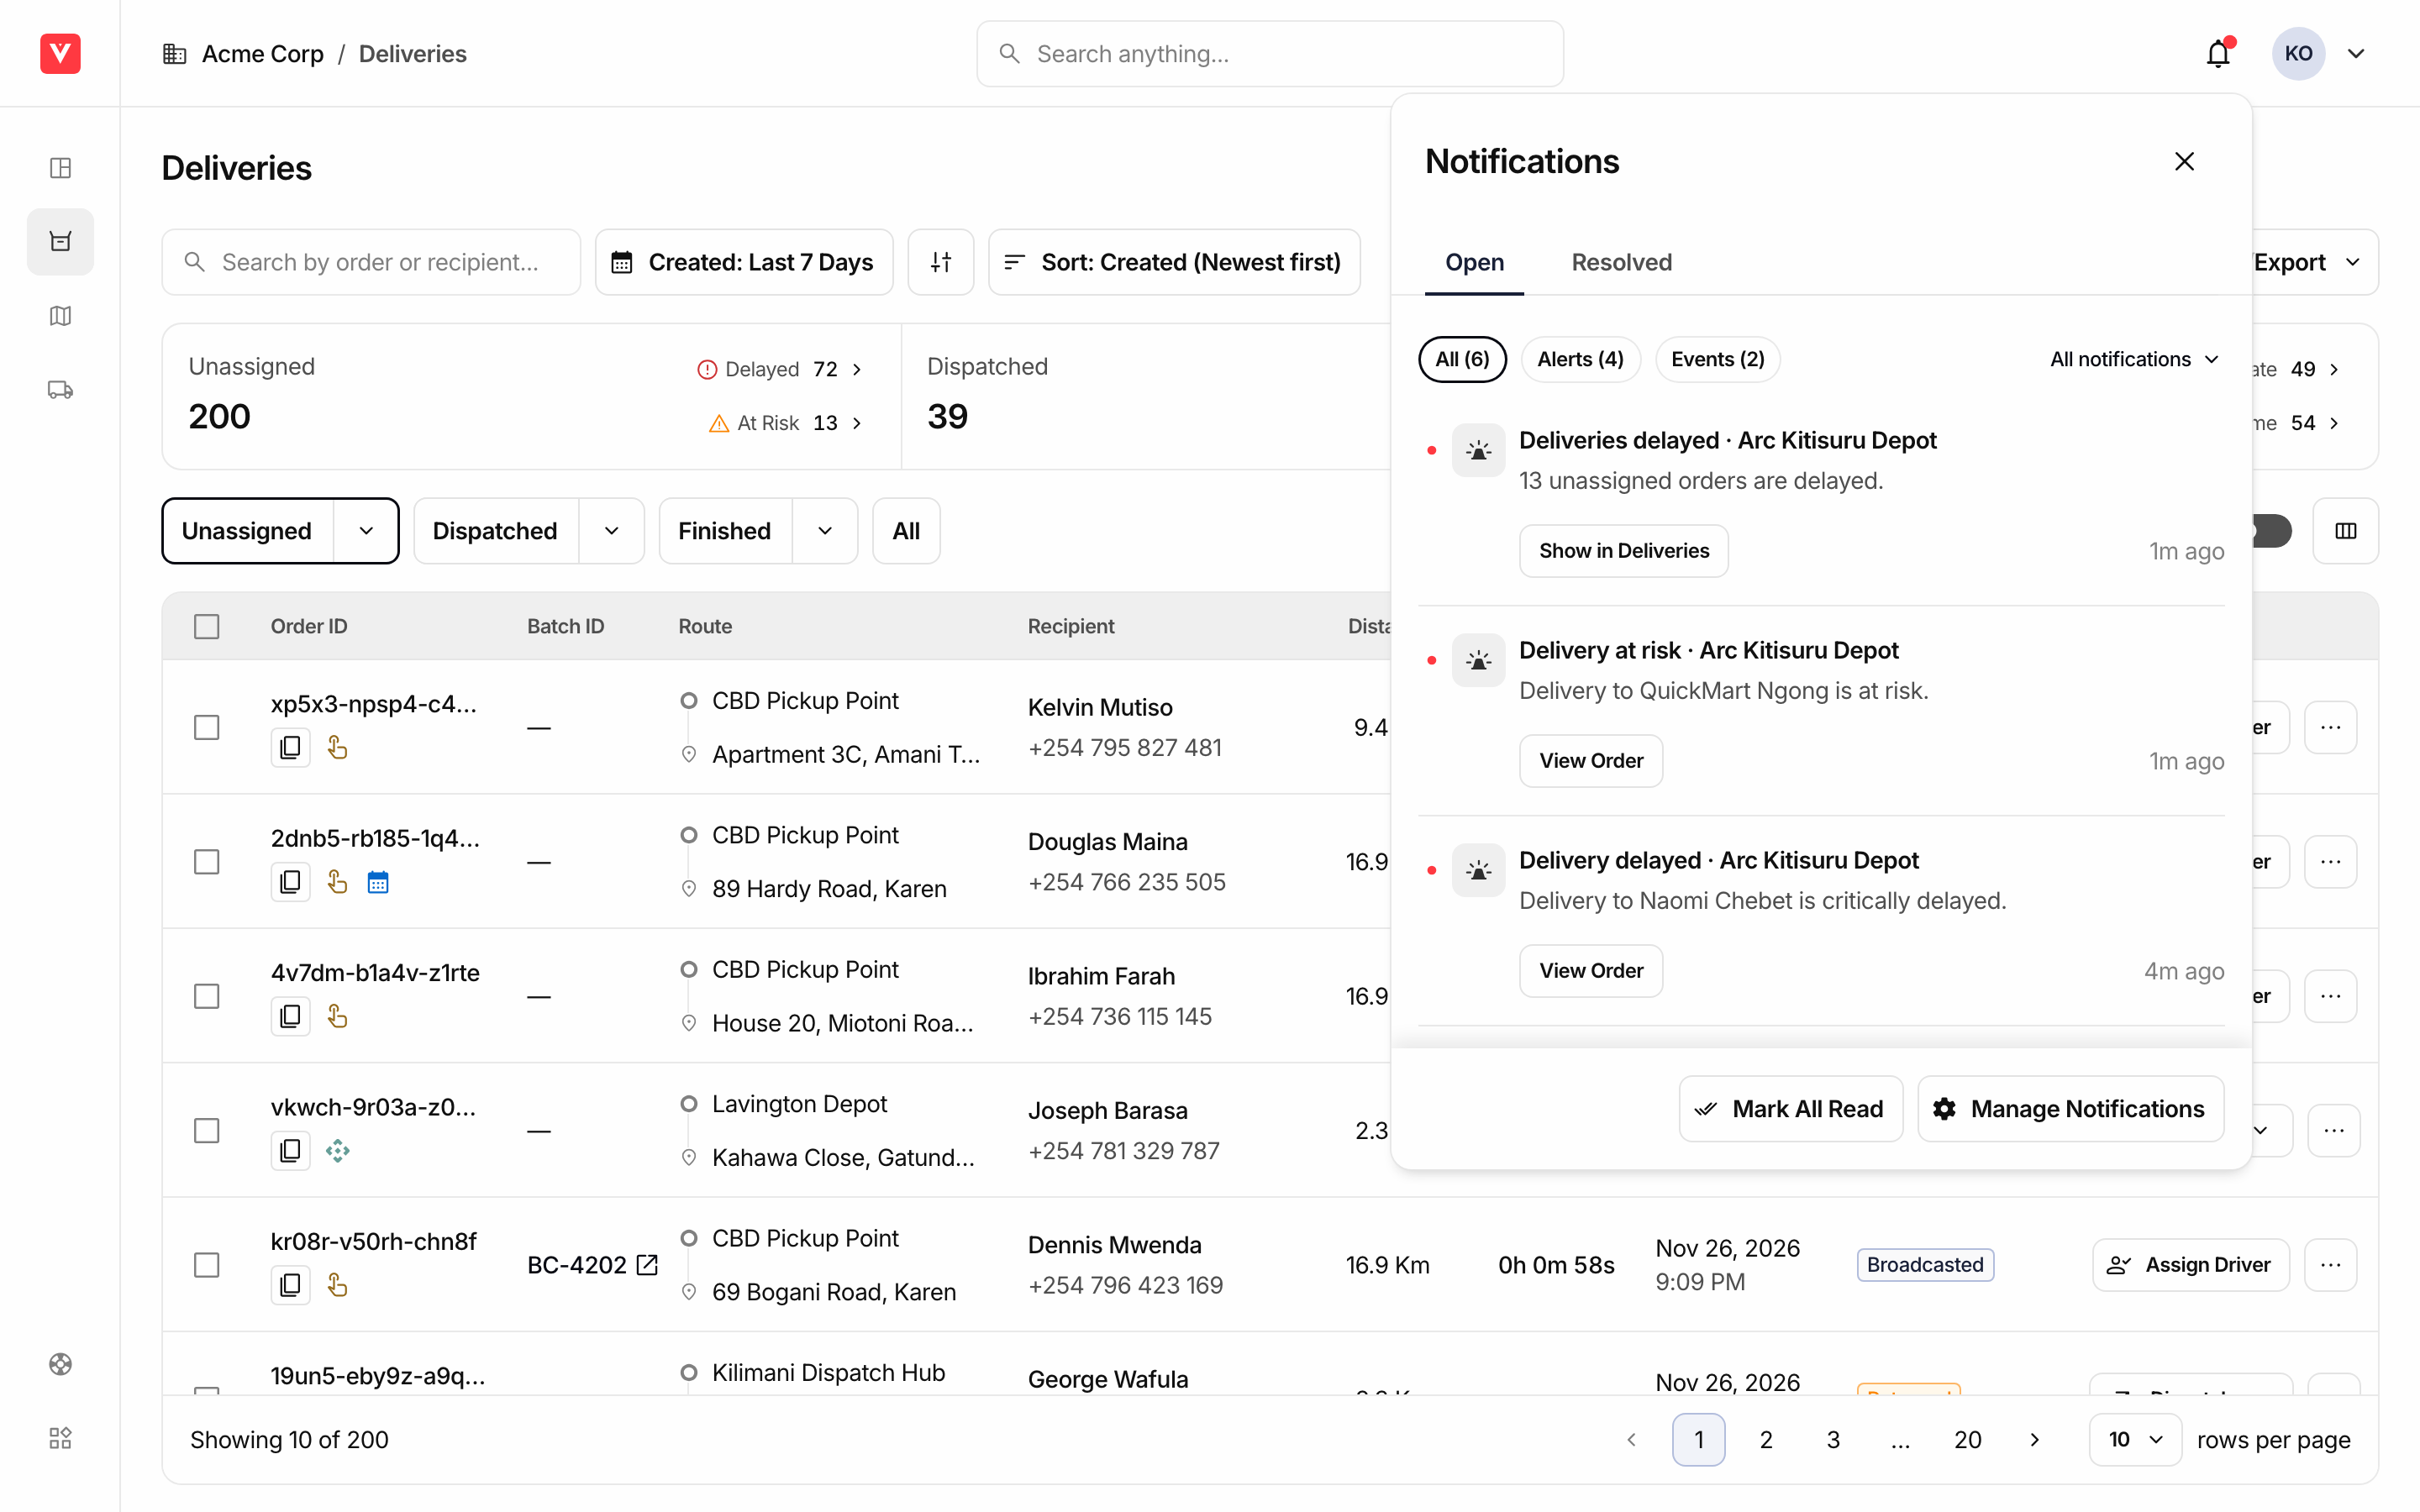 Acme Corp / Deliveries
Search anything...
KO
Deliveries
Search by order or recipient...
Created: Last 7 Days
Sort: Created (Newest first)
Export
Unassigned
200
Delayed 72
At Risk 13
Dispatched
39
49
54
Unassigned
Dispatched
Finished
All
Order ID
Batch ID
Route
Recipient
xp5x3-npsp4-c4...
—
CBD Pickup Point
Apartment 3C, Amani T...
Kelvin Mutiso
+254 795 827 481
9.4
2dnb5-rb185-1q4...
—
CBD Pickup Point
89 Hardy Road, Karen
Douglas Maina
+254 766 235 505
16.9
4v7dm-b1a4v-z1rte
—
CBD Pickup Point
House 20, Miotoni Roa...
Ibrahim Farah
+254 736 115 145
16.9
vkwch-9r03a-z0...
—
Lavington Depot
Kahawa Close, Gatund...
Joseph Barasa
+254 781 329 787
2.3
kr08r-v50rh-chn8f
BC-4202
CBD Pickup Point
69 Bogani Road, Karen
Dennis Mwenda
+254 796 423 169
16.9 Km
0h 0m 58s
Nov 26, 2026
9:09 PM
Broadcasted
Assign Driver
19un5-eby9z-a9q...
Kilimani Dispatch Hub
George Wafula
Nov 26, 2026
Showing 10 of 200
1
2
3
...
20
10
rows per page
Notifications
Open
Resolved
All (6)
Alerts (4)
Events (2)
All notifications
Deliveries delayed · Arc Kitisuru Depot
13 unassigned orders are delayed.
Show in Deliveries
1m ago
Delivery at risk · Arc Kitisuru Depot
Delivery to QuickMart Ngong is at risk.
View Order
1m ago
Delivery delayed · Arc Kitisuru Depot
Delivery to Naomi Chebet is critically delayed.
View Order
4m ago
Mark All Read
Manage Notifications